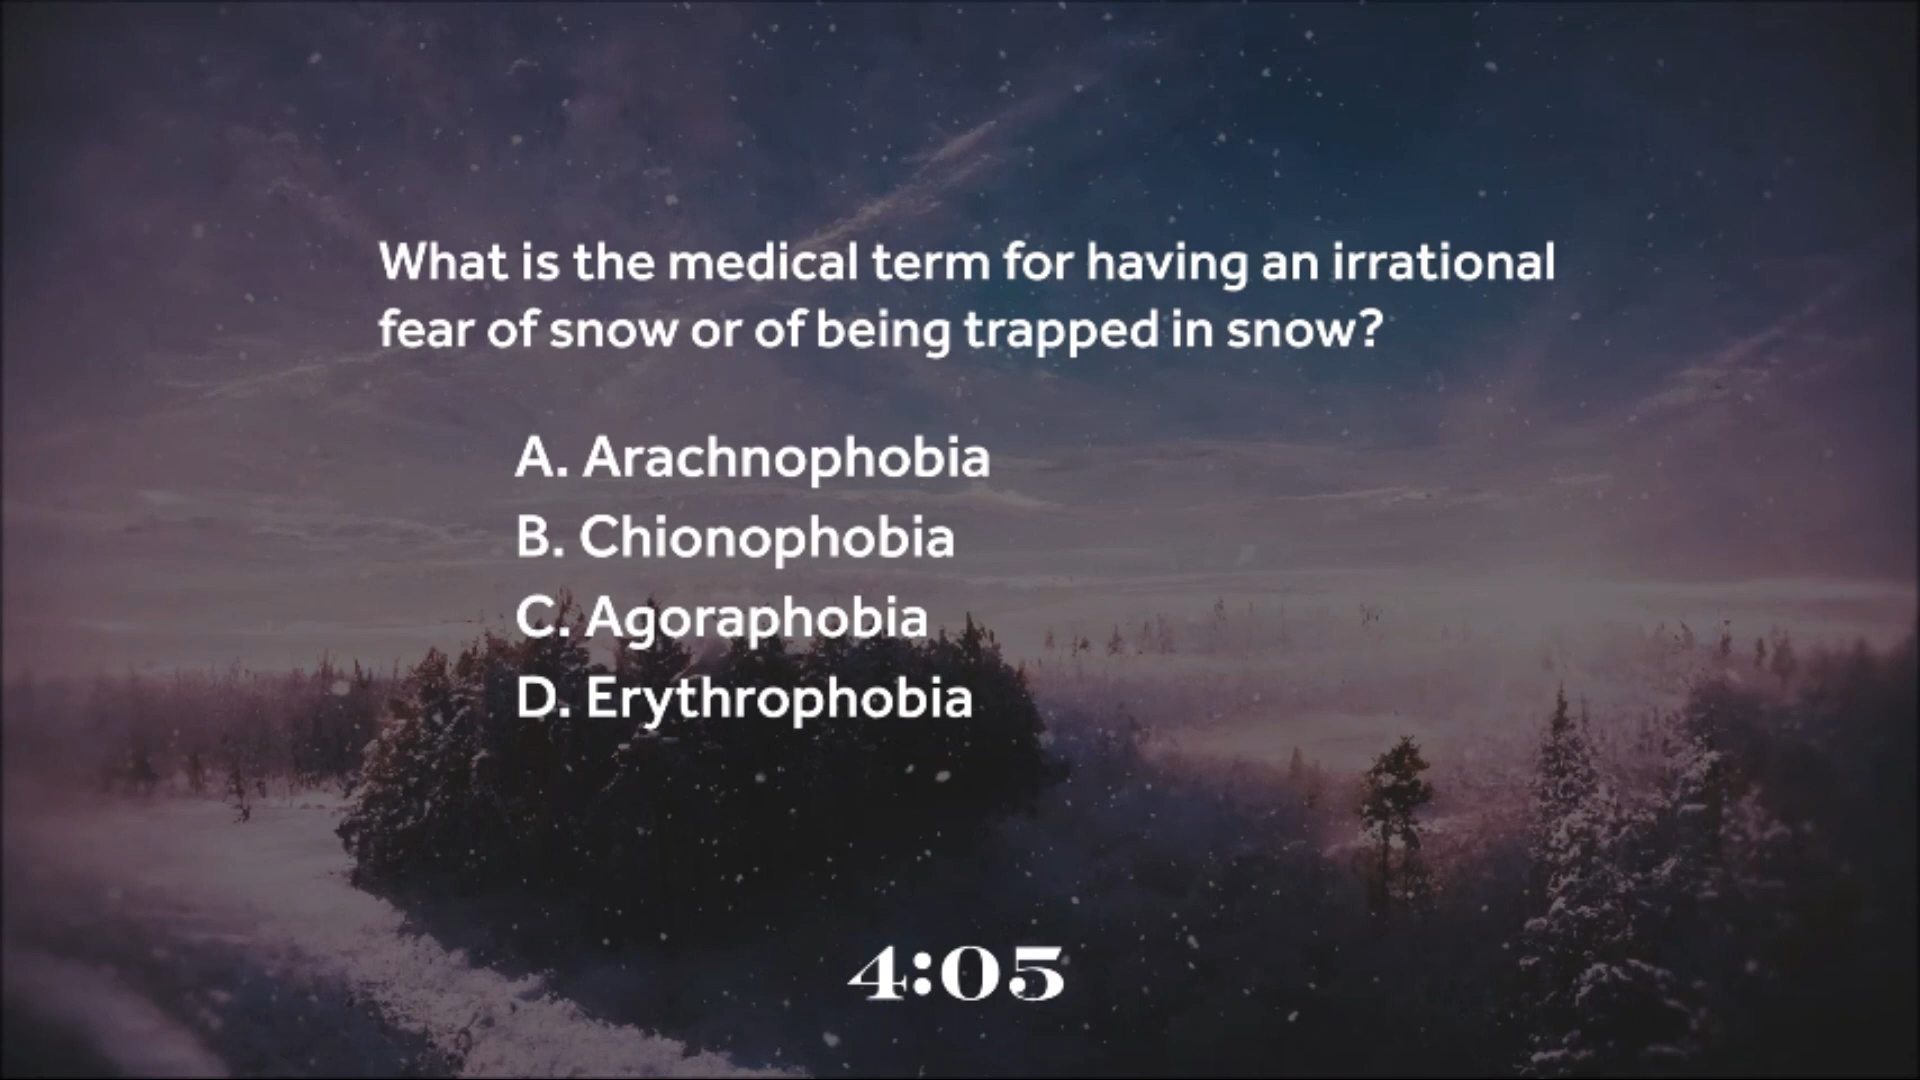 What is the medical term for having an irrational
fear of snow or of being trapped in snow?
A. Arachnophobia
B. Chionophobia
C. Agoraphobia
D. Erythrophobia
4:05